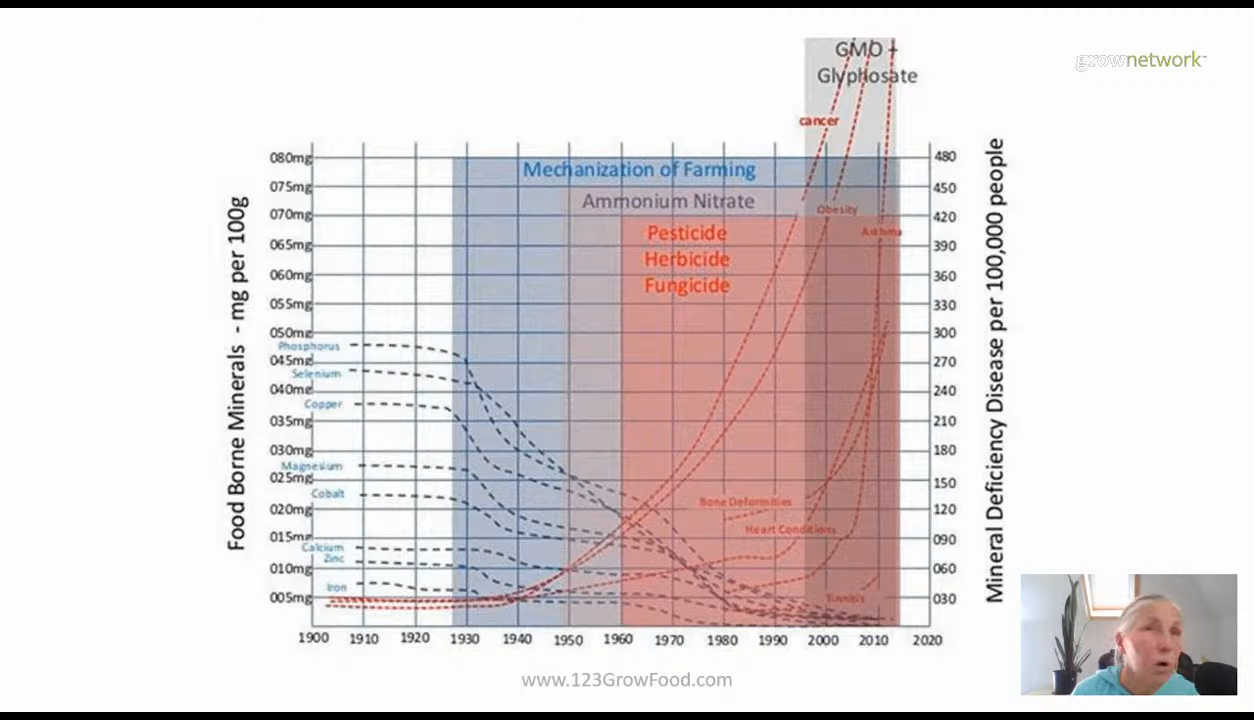 GMO +
Glyphosate
grownetwork
cancer
Mechanization of Farming
Ammonium Nitrate
Pesticide
Herbicide
Fungicide
Obesity
Asthma
Bone Deformities
Heart Conditions
Tinnitis
Food Borne Minerals - mg per 100g
080mg
075mg
070mg
065mg
060mg
055mg
050mg
045mg
040mg
035mg
030mg
025mg
020mg
015mg
010mg
005mg
Phosphorus
Selenium
Copper
Magnesium
Cobalt
Calcium
Zinc
Iron
480
450
420
390
360
330
300
270
240
210
180
150
120
090
060
030
Mineral Deficiency Disease per 100,000 people
1900 1910 1920 1930 1940 1950 1960 1970 1980 1990 2000 2010 2020
www.123GrowFood.com